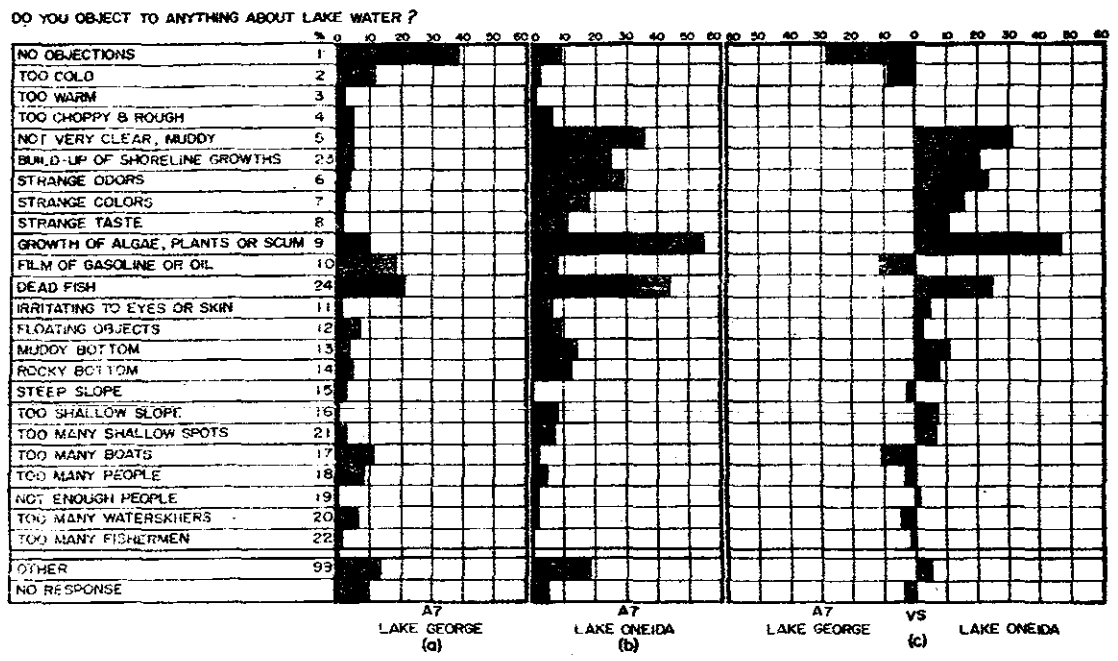 DO YOU OBJECT TO ANYTHING ABOUT LAKE WATER ?
% 0 10 20 30 40 50 60 0 10 20 30 40 50 60 60 50 40 30 20 10 0 10 20 30 40 50 60
NO OBJECTIONS 1
TOO COLD 2
TOO WARM 3
TOO CHOPPY & ROUGH 4
NOT VERY CLEAR, MUDDY 5
BUILD-UP OF SHORELINE GROWTHS 23
STRANGE ODORS 6
STRANGE COLORS 7
STRANGE TASTE 8
GROWTH OF ALGAE, PLANTS OR SCUM 9
FILM OF GASOLINE OR OIL 10
DEAD FISH 24
IRRITATING TO EYES OR SKIN 11
FLOATING OBJECTS 12
MUDDY BOTTOM 13
ROCKY BOTTOM 14
STEEP SLOPE 15
TOO SHALLOW SLOPE 16
TOO MANY SHALLOW SPOTS 21
TOO MANY BOATS 17
TOO MANY PEOPLE 18
NOT ENOUGH PEOPLE 19
TOO MANY WATERSKIIERS 20
TOO MANY FISHERMEN 22
OTHER 99
NO RESPONSE
A7 A7 A7 VS
LAKE GEORGE LAKE ONEIDA LAKE GEORGE LAKE ONEIDA
(a) (b) (c)